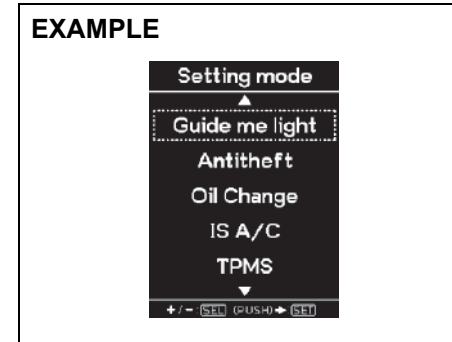 EXAMPLE
Setting mode
▲
Guide me light
Antitheft
Oil Change
IS A/C
TPMS
▼
+/-:SEL (PUSH)➔SET